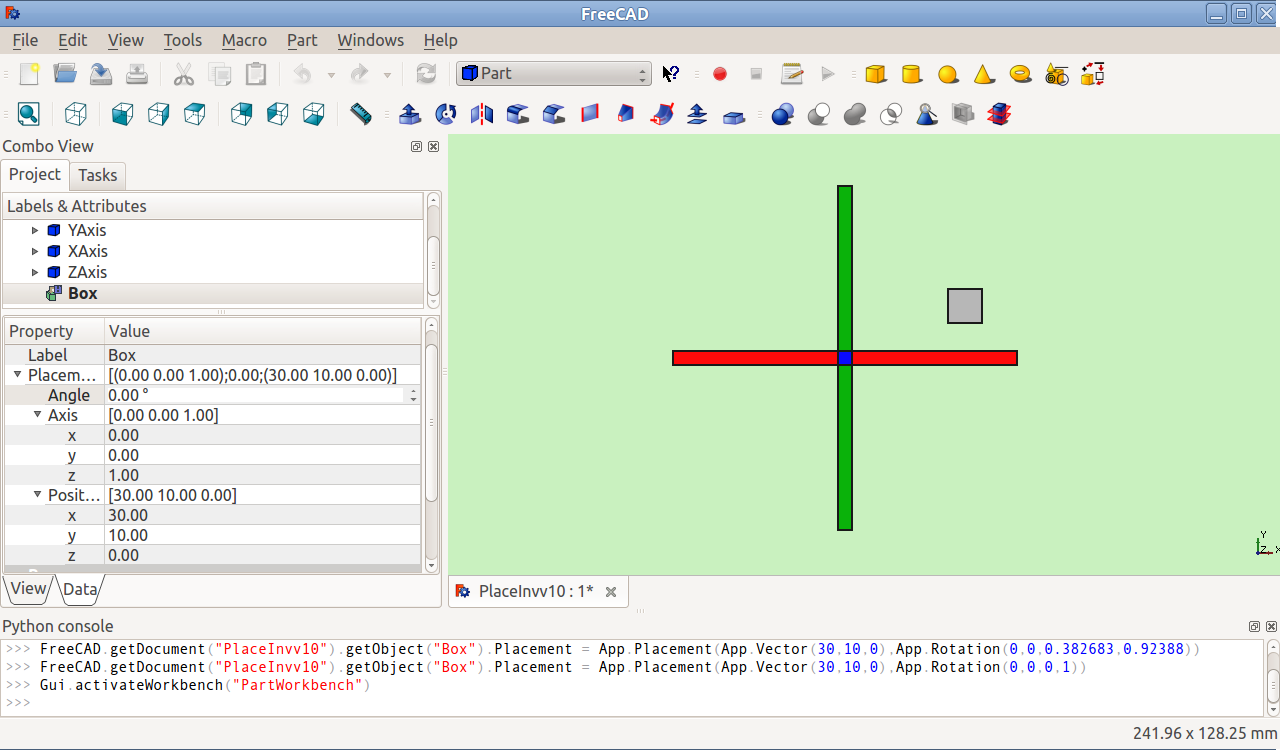 FreeCAD
File Edit View Tools Macro Part Windows Help
Part
Combo View
Project Tasks
Labels & Attributes
YAxis
XAxis
ZAxis
Box
Property Value
Label Box
Placem... [(0.00 0.00 1.00);0.00;(30.00 10.00 0.00)]
Angle 0.00 °
Axis [0.00 0.00 1.00]
x 0.00
y 0.00
z 1.00
Posit... [30.00 10.00 0.00]
x 30.00
y 10.00
z 0.00
View Data
Y
Z X
PlaceInvv10 : 1*
Python console
>>> FreeCAD.getDocument("PlaceInvv10").getObject("Box").Placement = App.Placement(App.Vector(30,10,0),App.Rotation(0,0,0.382683,0.92388))
>>> FreeCAD.getDocument("PlaceInvv10").getObject("Box").Placement = App.Placement(App.Vector(30,10,0),App.Rotation(0,0,0,1))
>>> Gui.activateWorkbench("PartWorkbench")
>>>
241.96 x 128.25 mm